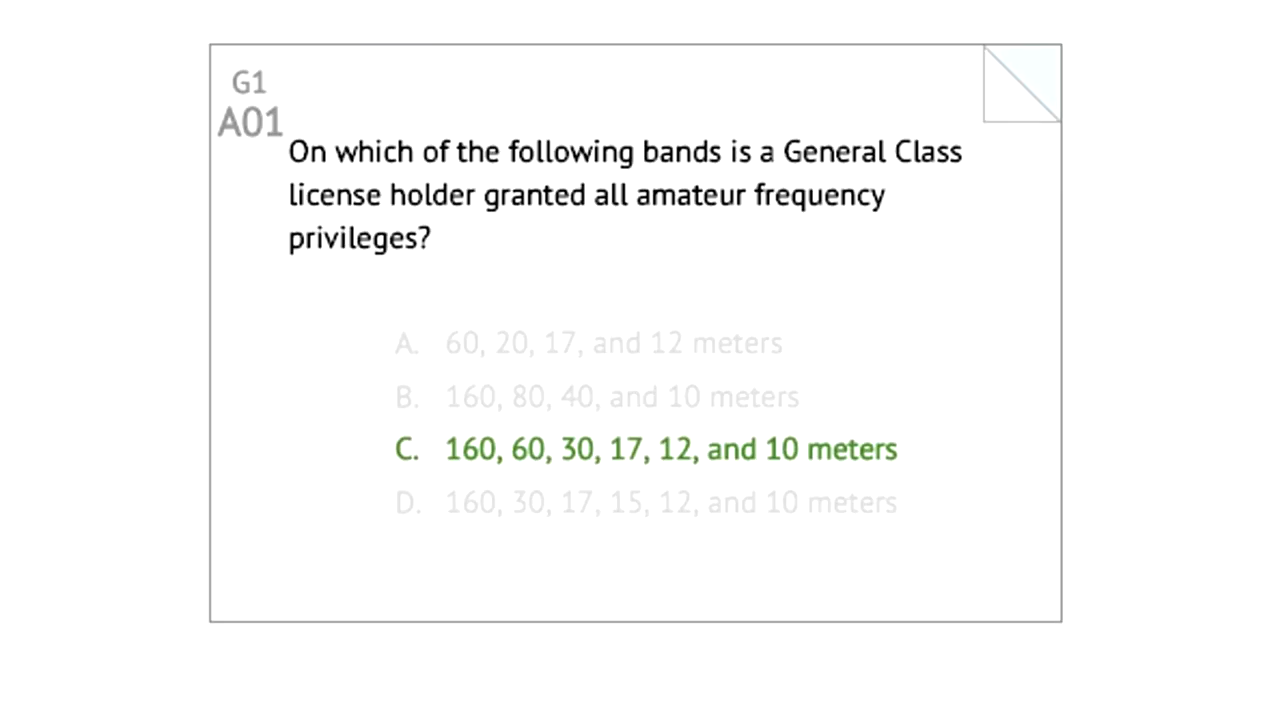 G1
A01
On which of the following bands is a General Class
license holder granted all amateur frequency
privileges?
A. 60, 20, 17, and 12 meters
B. 160, 80, 40, and 10 meters
C. 160, 60, 30, 17, 12, and 10 meters
D. 160, 30, 17, 15, 12, and 10 meters